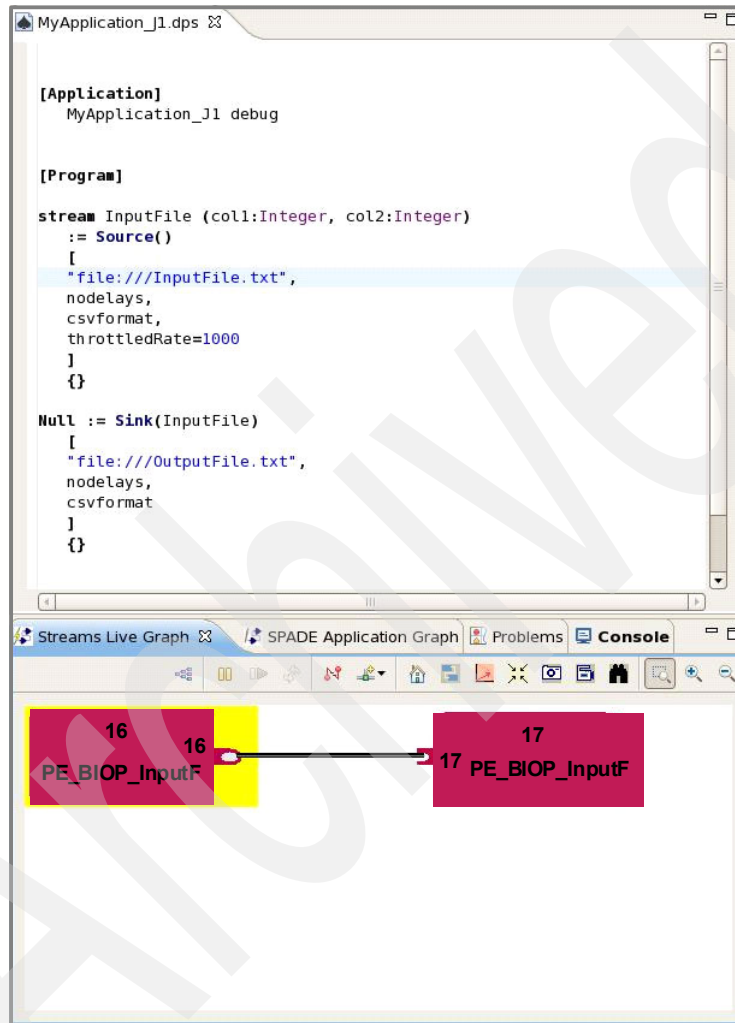 MyApplication_J1.dps
[Application]
MyApplication_J1 debug
[Program]
stream InputFile (col1:Integer, col2:Integer)
:= Source()
[
"file:///InputFile.txt",
nodelays,
csvformat,
throttledRate=1000
]
{}
Null := Sink(InputFile)
[
"file:///OutputFile.txt",
nodelays,
csvformat
]
{}
Streams Live Graph SPADE Application Graph Problems Console
16 17
16 17
PE_BIOP_InputF PE_BIOP_InputF
Archived